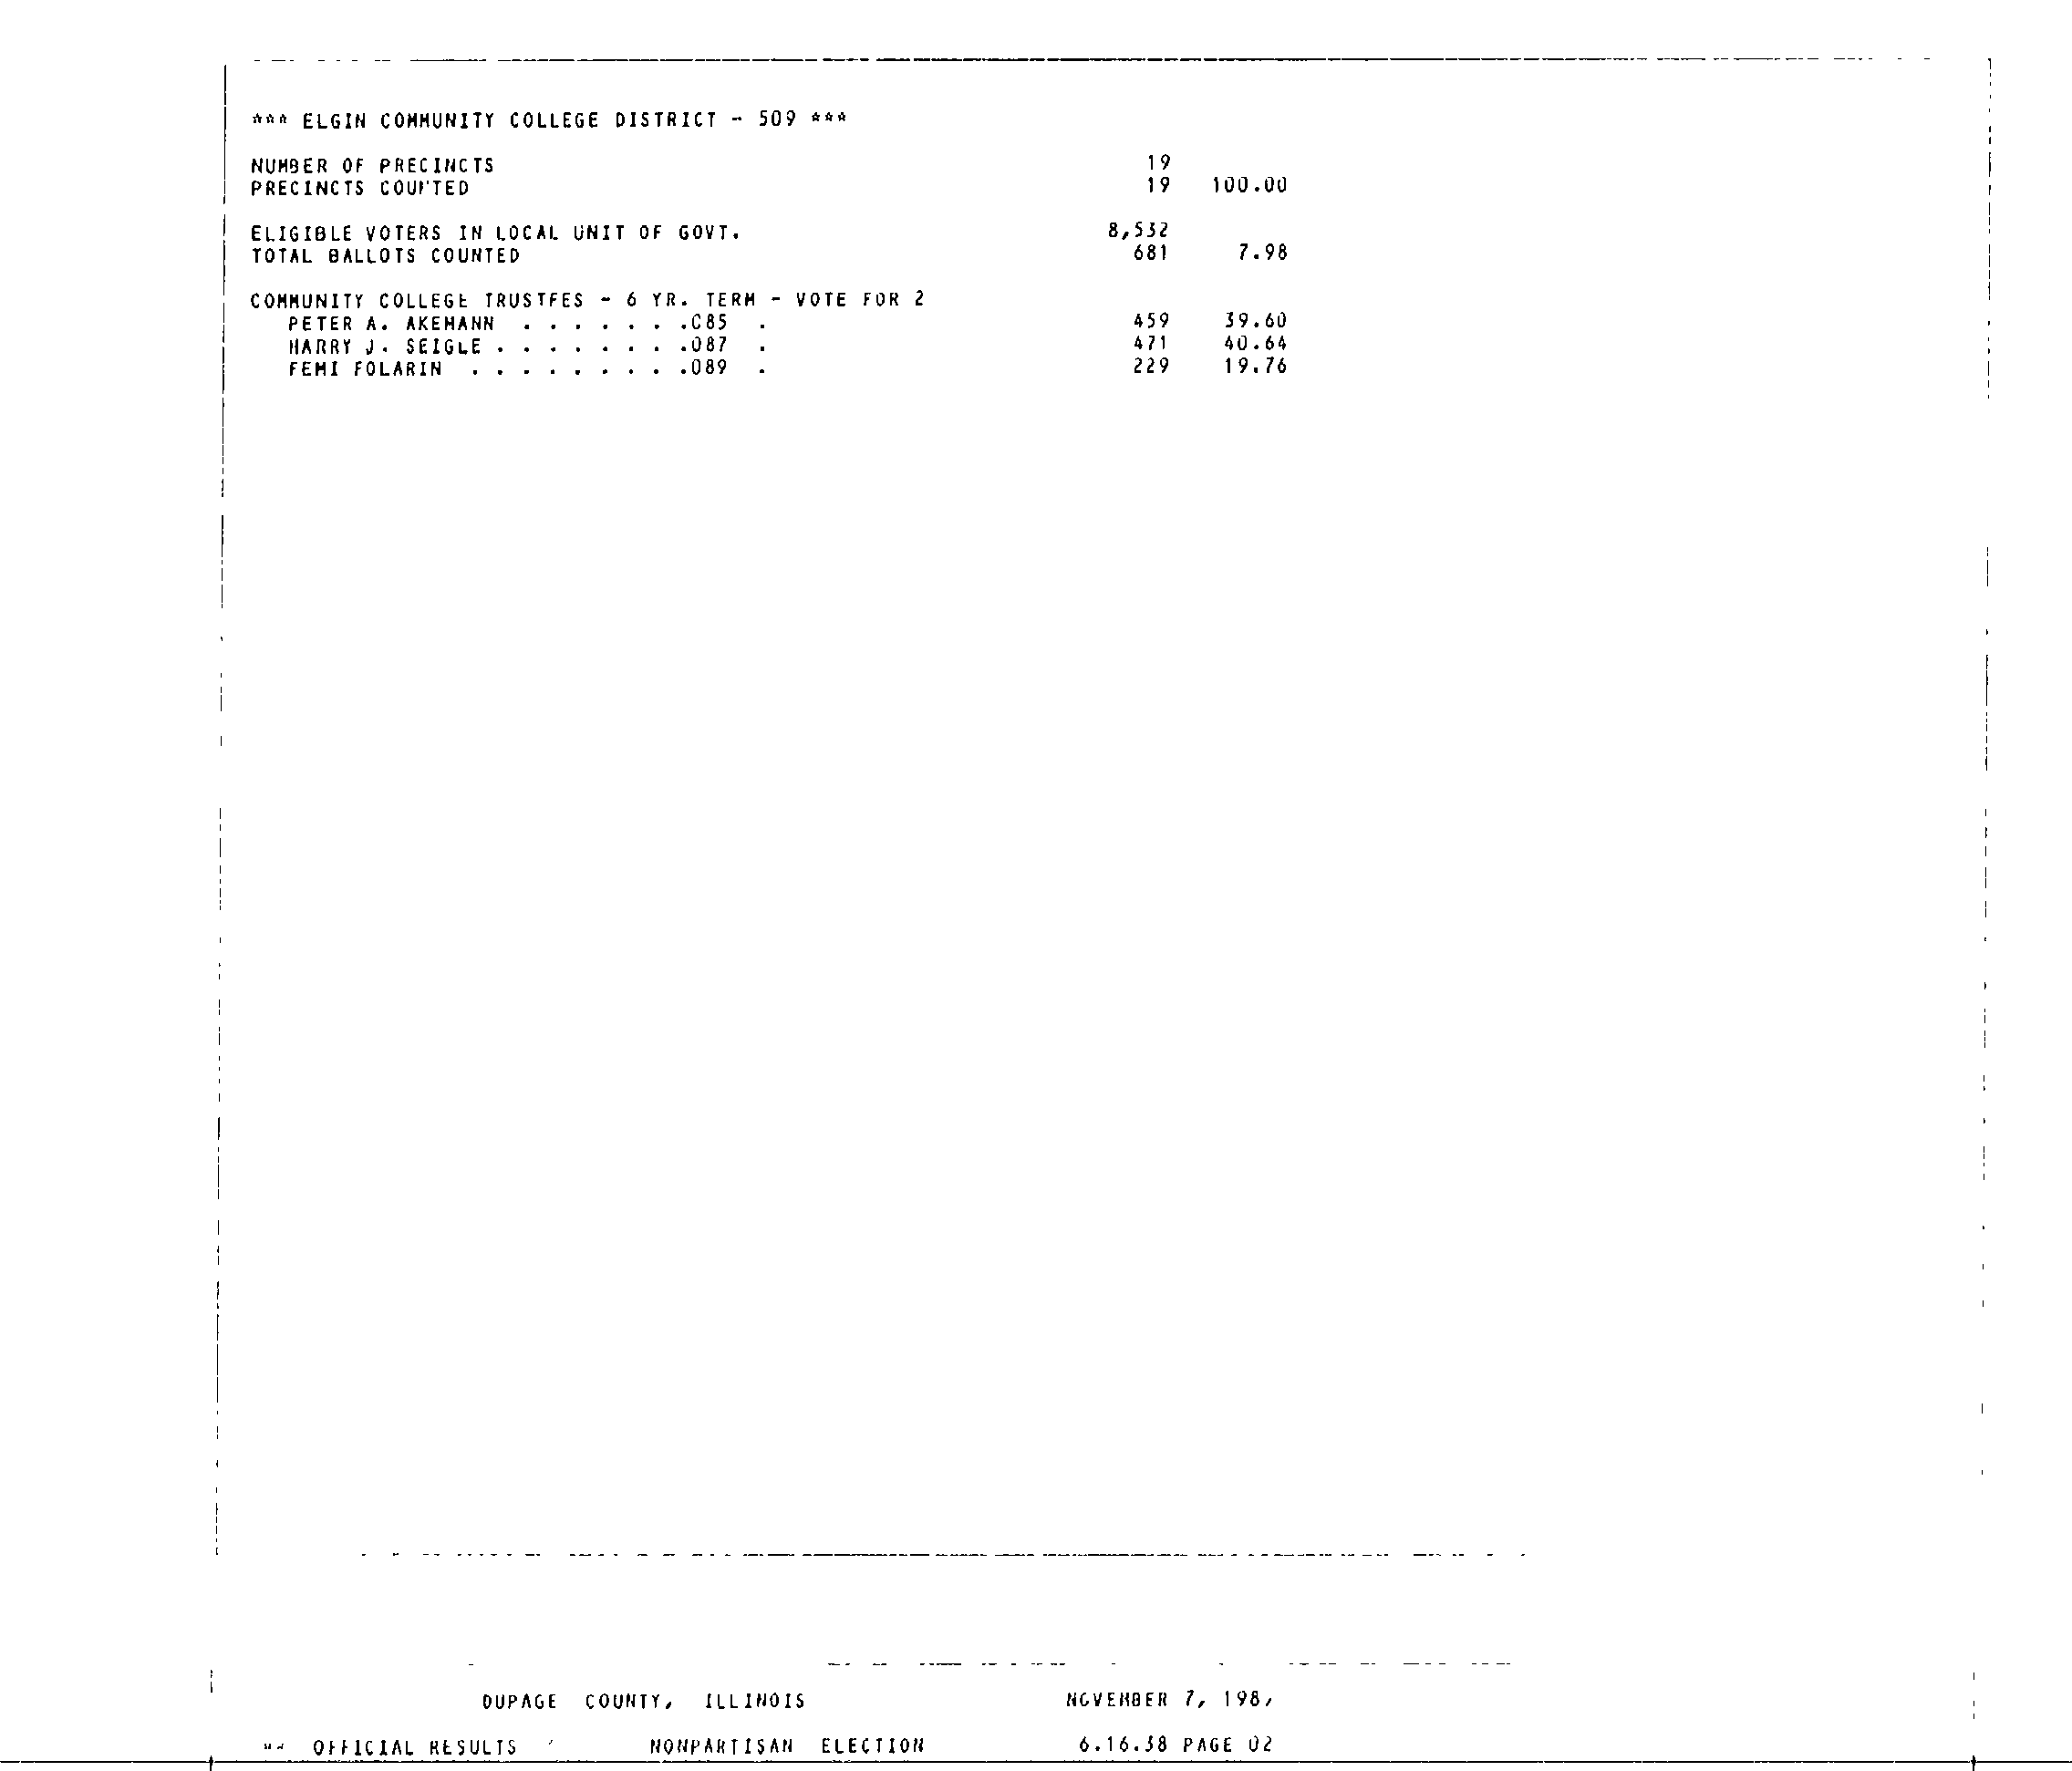 *** ELGIN COMMUNITY COLLEGE DISTRICT - 509 ***
NUMBER OF PRECINCTS 19
PRECINCTS COUNTED 19 100.00
ELIGIBLE VOTERS IN LOCAL UNIT OF GOVT. 8,532
TOTAL BALLOTS COUNTED 681 7.98
COMMUNITY COLLEGE TRUSTEES - 6 YR. TERM - VOTE FOR 2
PETER A. AKEMANN . . . . . . .085 . 459 39.60
HARRY J. SEIGLE . . . . . . . .087 . 471 40.64
FEMI FOLARIN . . . . . . . . .089 . 229 19.76
DUPAGE COUNTY, ILLINOIS NOVEMBER 7,
OFFICIAL RESULTS NONPARTISAN ELECTION 6.16.38 PAGE 02